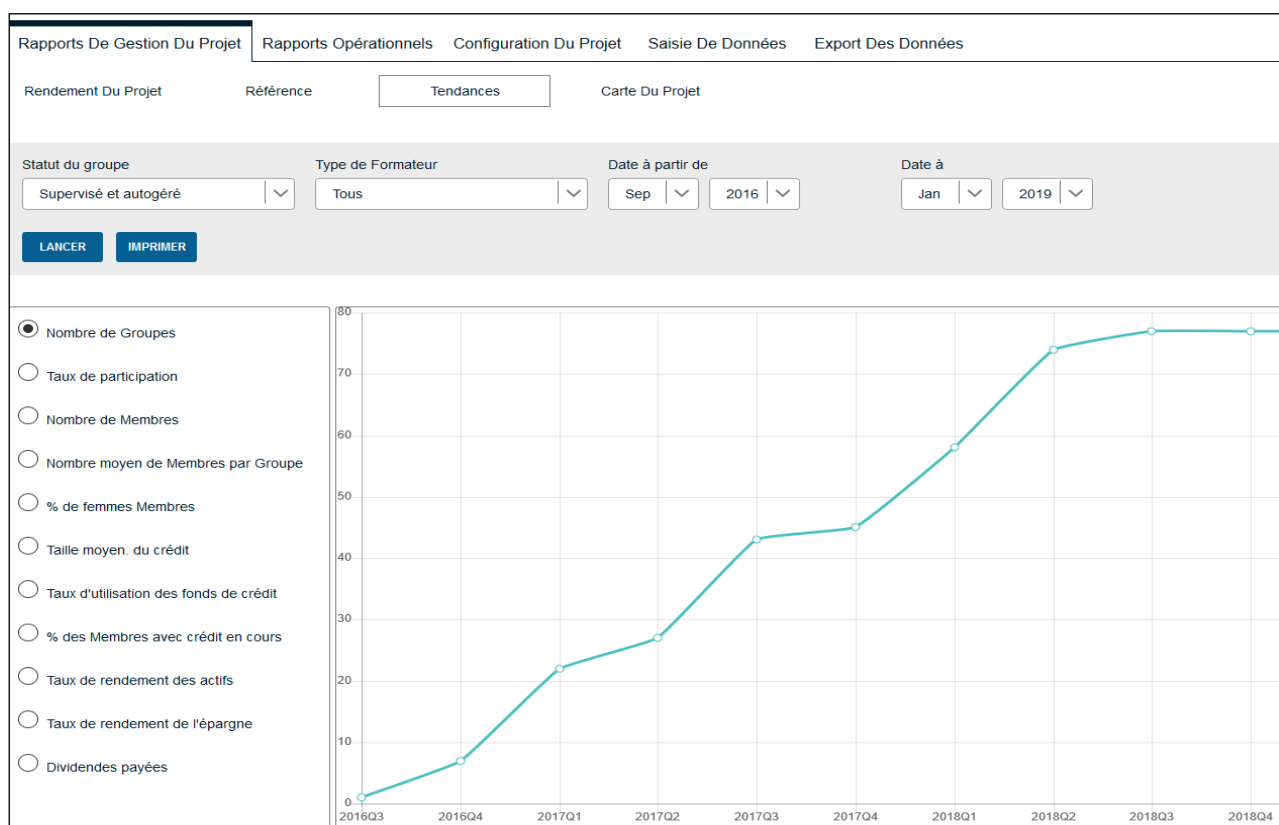 Rapports De Gestion Du Projet Rapports Opérationnels Configuration Du Projet Saisie De Données Export Des Données
Rendement Du Projet Référence Tendances Carte Du Projet
Statut du groupe Type de Formateur Date à partir de Date à
Supervisé et autogéré Tous Sep 2016 Jan 2019
LANCER IMPRIMER
Nombre de Groupes
Taux de participation
Nombre de Membres
Nombre moyen de Membres par Groupe
% de femmes Membres
Taille moyen. du crédit
Taux d'utilisation des fonds de crédit
% des Membres avec crédit en cours
Taux de rendement des actifs
Taux de rendement de l'épargne
Dividendes payées
80
70
60
50
40
30
20
10
0
2016Q3 2016Q4 2017Q1 2017Q2 2017Q3 2017Q4 2018Q1 2018Q2 2018Q3 2018Q4